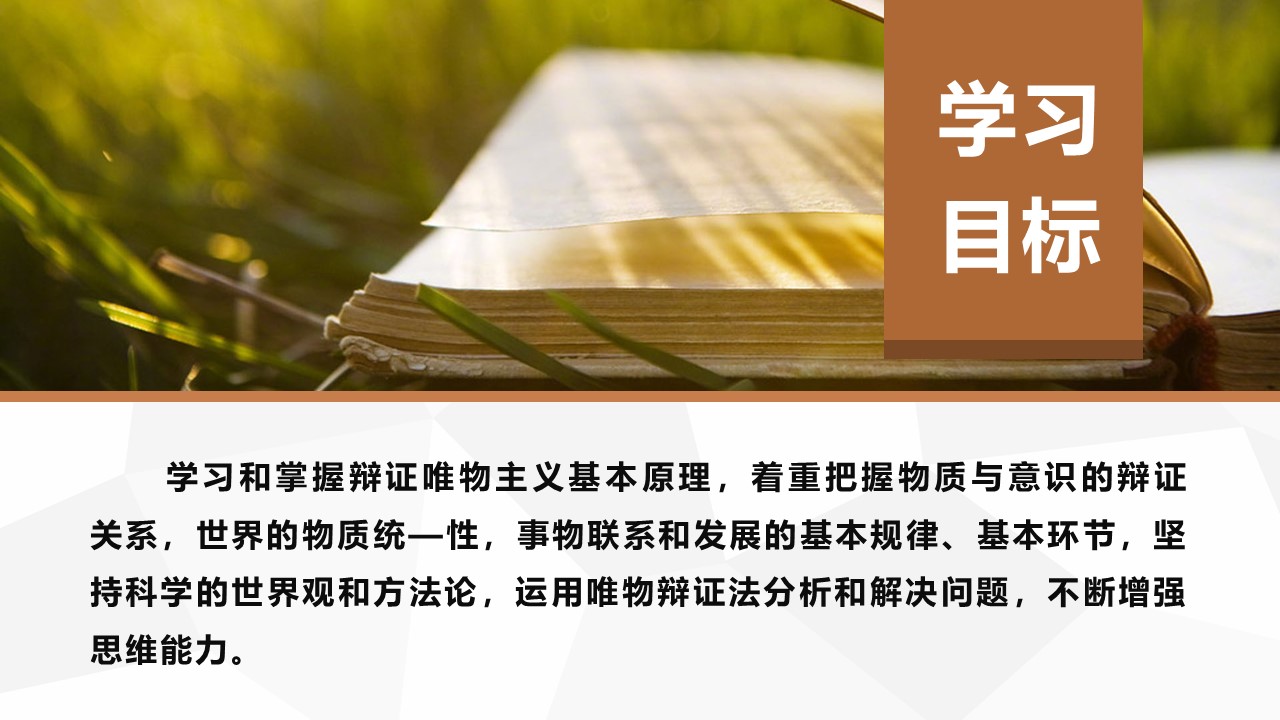 学习
目标
学习和掌握辩证唯物主义基本原理，着重把握物质与意识的辩证
关系，世界的物质统—性，事物联系和发展的基本规律、基本环节，坚
持科学的世界观和方法论，运用唯物辩证法分析和解决问题，不断增强
思维能力。